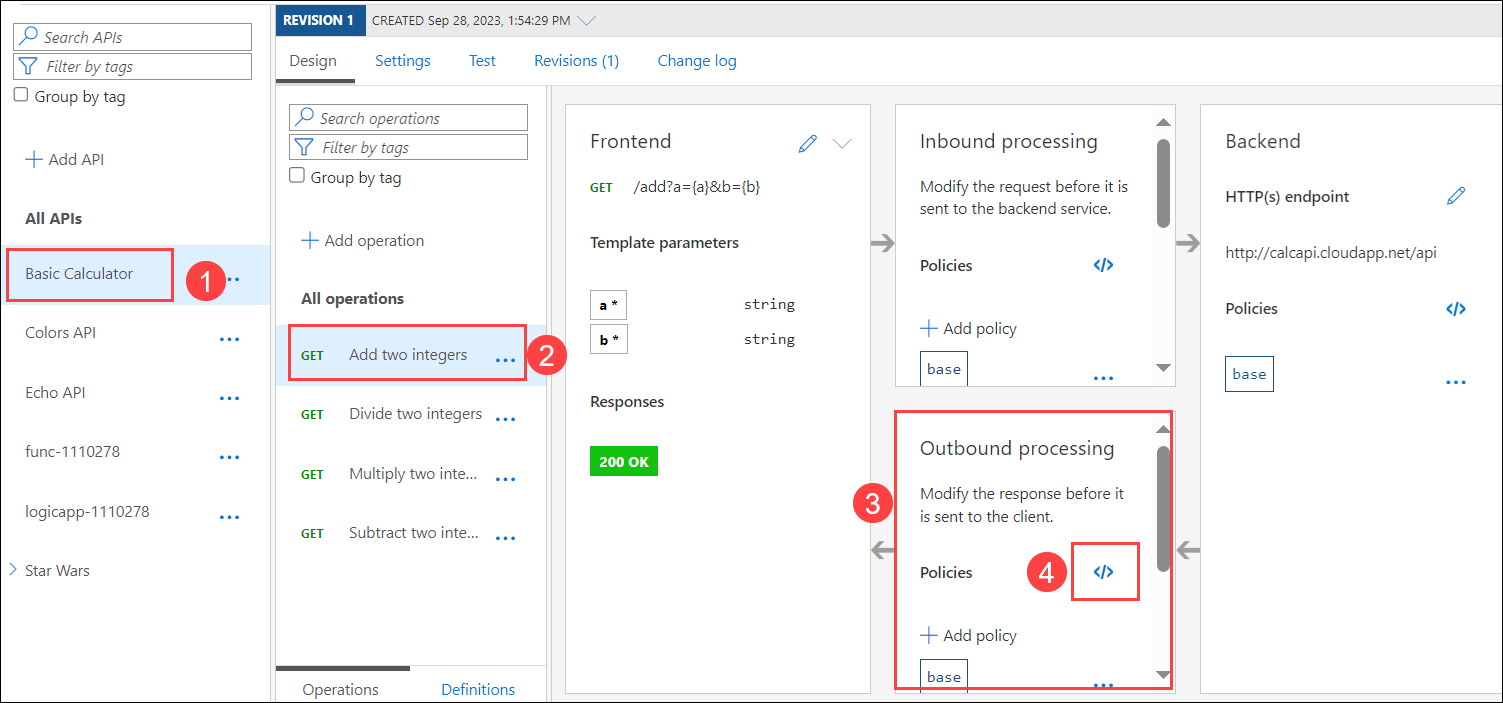 Search APIs
Filter by tags
Group by tag
Add API
All APIs
Basic Calculator
1
Colors API
Echo API
func-1110278
logicapp-1110278
Star Wars
REVISION 1 CREATED Sep 28, 2023, 1:54:29 PM
Design Settings Test Revisions (1) Change log
Search operations
Filter by tags
Group by tag
Add operation
All operations
GET Add two integers
2
GET Divide two integers
GET Multiply two inte...
GET Subtract two inte...
Operations Definitions
Frontend
GET /add?a={a}&b={b}
Template parameters
a * string
b * string
Responses
200 OK
Inbound processing
Modify the request before it is
sent to the backend service.
Policies </>
Add policy
base
3
Outbound processing
Modify the response before it
is sent to the client.
Policies 4 </>
Add policy
base
Backend
HTTP(s) endpoint
http://calcapi.cloudapp.net/api
Policies </>
base